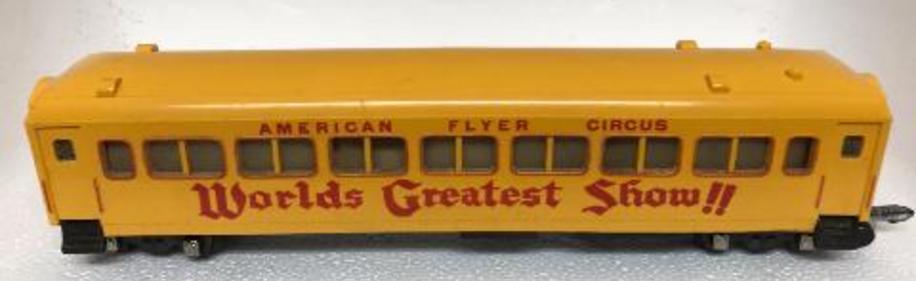 AMERICAN FLYER CIRCUS
Worlds Greatest Show!!